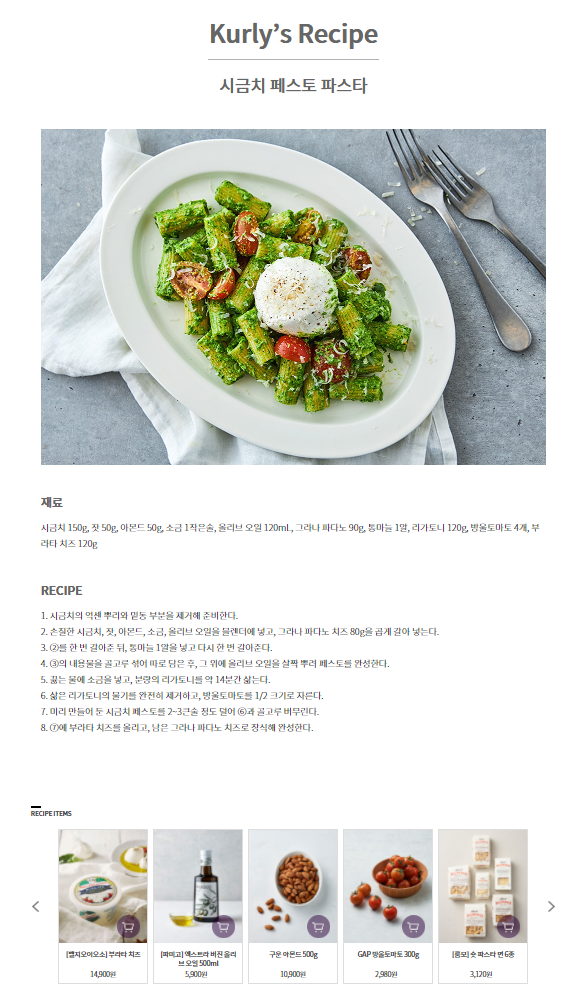 Kurly’s Recipe
시금치 페스토 파스타
재료
시금치 150g, 잣 50g, 아몬드 50g, 소금 1작은술, 올리브 오일 120mL, 그라나 파다노 90g, 통마늘 1알, 리가토니 120g, 방울토마토 4개, 부
라타 치즈 120g
RECIPE
1. 시금치의 억센 뿌리와 밑동 부분을 제거해 준비한다.
2. 손질한 시금치, 잣, 아몬드, 소금, 올리브 오일을 블렌더에 넣고, 그라나 파다노 치즈 80g을 곱게 갈아 넣는다.
3. ②를 한 번 갈아준 뒤, 통마늘 1알을 넣고 다시 한 번 갈아준다.
4. ③의 내용물을 골고루 섞어 따로 담은 후, 그 위에 올리브 오일을 살짝 뿌려 페스토를 완성한다.
5. 끓는 물에 소금을 넣고, 분량의 리가토니를 약 14분간 삶는다.
6. 삶은 리가토니의 물기를 완전히 제거하고, 방울토마토를 1/2 크기로 자른다.
7. 미리 만들어 둔 시금치 페스토를 2~3큰술 정도 덜어 ⑥과 골고루 버무린다.
8. ⑦에 부라타 치즈를 올리고, 남은 그라나 파다노 치즈로 장식해 완성한다.
RECIPE ITEMS
[벨지오이오소] 부라타 치즈
14,900원
[파미고] 엑스트라 버진 올리
브 오일 500ml
5,900원
구운 아몬드 500g
10,900원
GAP 방울토마토 300g
2,980원
[룸모] 숏 파스타 면 6종
3,120원